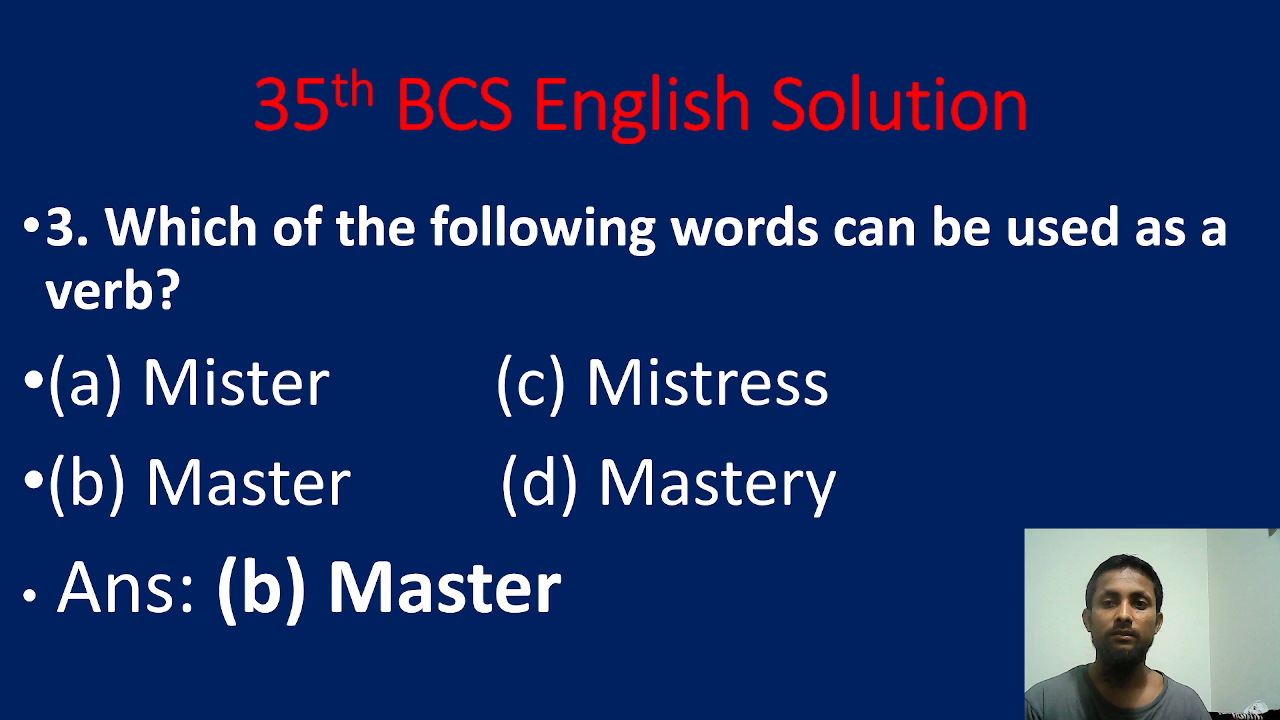 35th BCS English Solution
•3. Which of the following words can be used as a
verb?
•(a) Mister (c) Mistress
•(b) Master (d) Mastery
• Ans: (b) Master